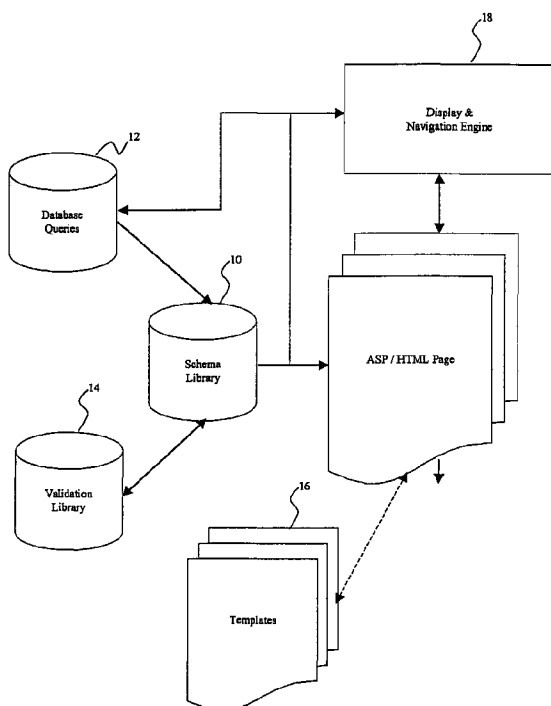 18
Display &
Navigation Engine
12
Database
Queries
10
Schema
Library
ASP / HTML Page
14
Validation
Library
16
Templates